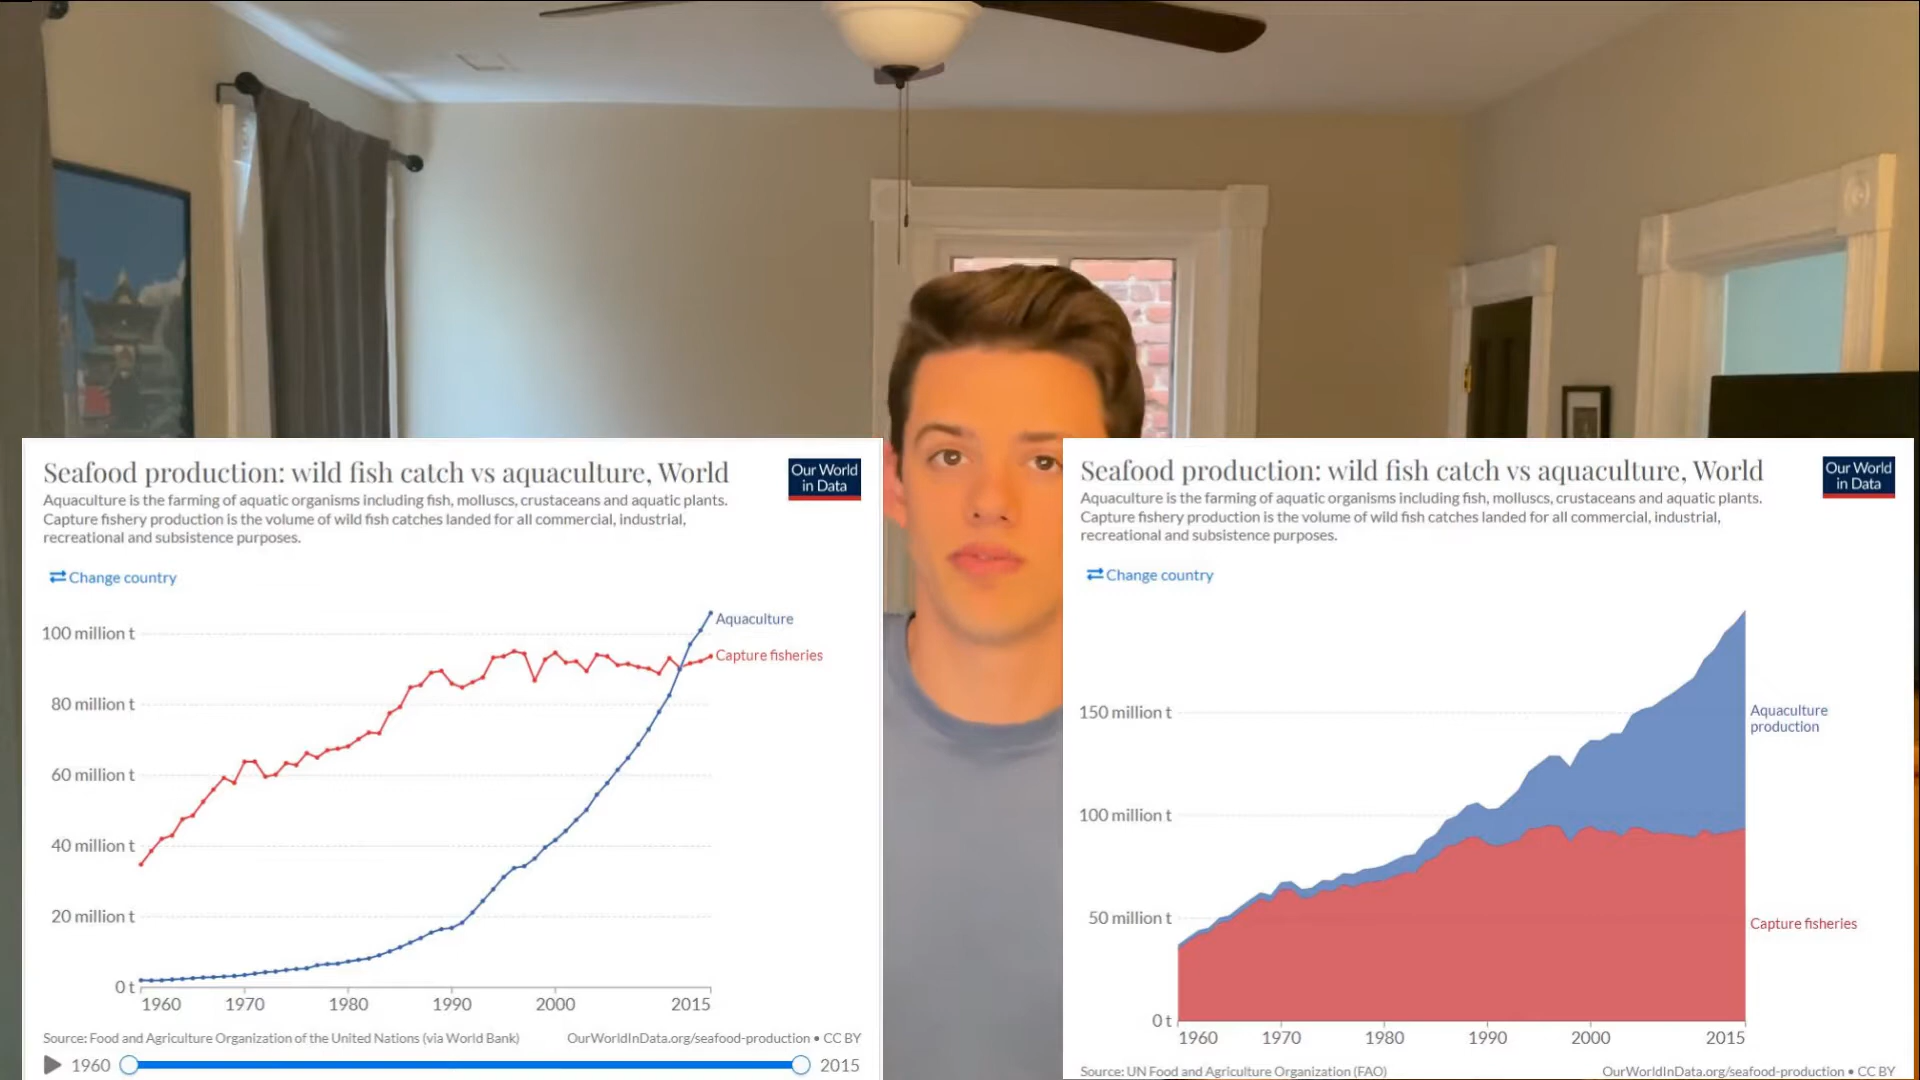 Seafood production: wild fish catch vs aquaculture, World
Our World
in Data
Aquaculture is the farming of aquatic organisms including fish, molluscs, crustaceans and aquatic plants.
Capture fishery production is the volume of wild fish catches landed for all commercial, industrial,
recreational and subsistence purposes.
Change country
100 million t
80 million t
60 million t
40 million t
20 million t
0 t
Aquaculture
Capture fisheries
1960 1970 1980 1990 2000 2015
Source: Food and Agriculture Organization of the United Nations (via World Bank) OurWorldInData.org/seafood-production • CC BY
1960 2015
Seafood production: wild fish catch vs aquaculture, World
Our World
in Data
Aquaculture is the farming of aquatic organisms including fish, molluscs, crustaceans and aquatic plants.
Capture fishery production is the volume of wild fish catches landed for all commercial, industrial,
recreational and subsistence purposes.
Change country
150 million t
100 million t
50 million t
0 t
Aquaculture
production
Capture fisheries
1960 1970 1980 1990 2000 2015
Source: UN Food and Agriculture Organization (FAO) OurWorldInData.org/seafood-production • CC BY